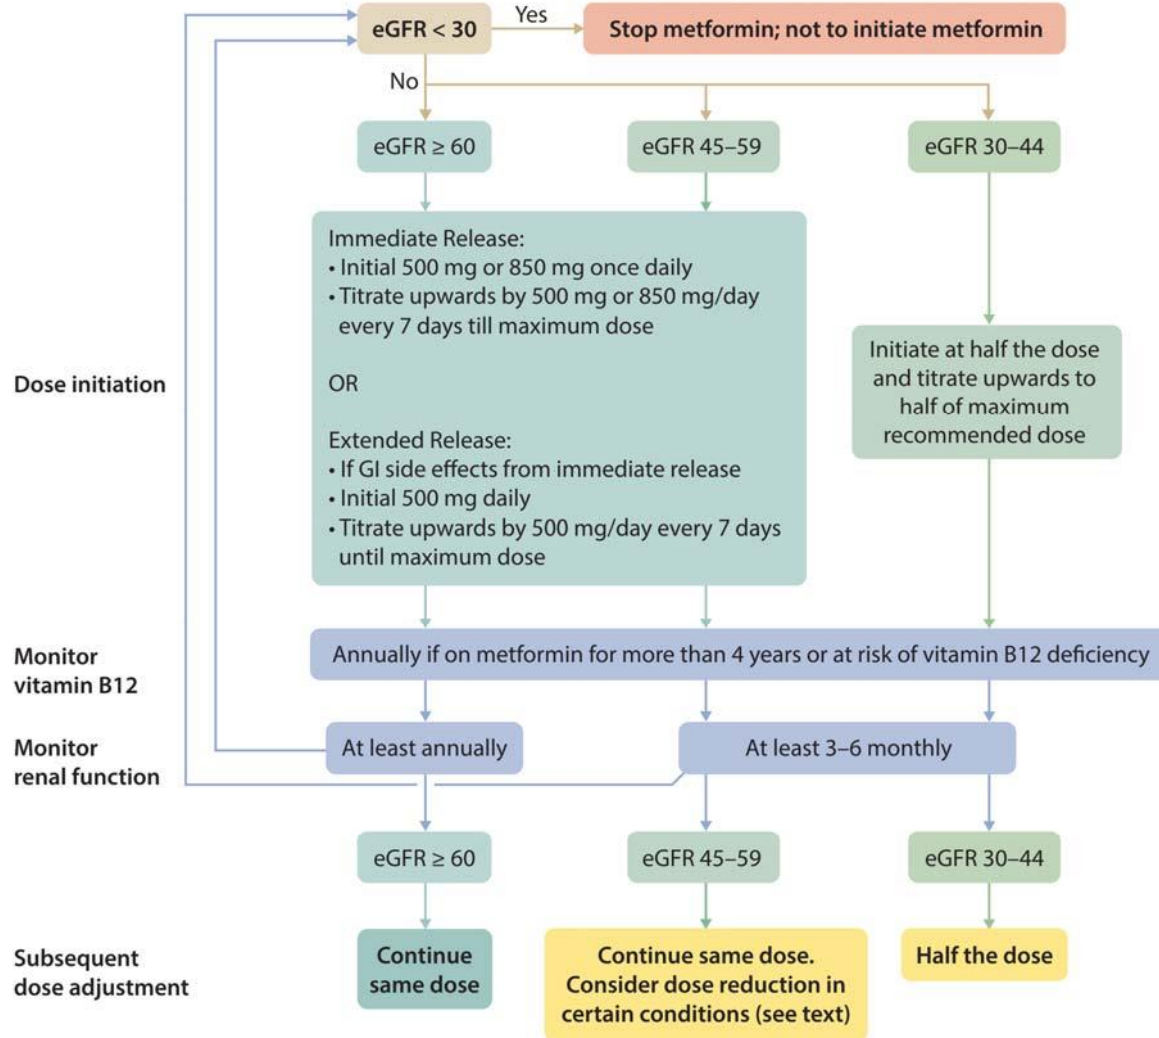 eGFR < 30
Yes
Stop metformin; not to initiate metformin
No
eGFR ≥ 60
eGFR 45–59
eGFR 30–44
Dose initiation
Immediate Release:
• Initial 500 mg or 850 mg once daily
• Titrate upwards by 500 mg or 850 mg/day
every 7 days till maximum dose
OR
Extended Release:
• If GI side effects from immediate release
• Initial 500 mg daily
• Titrate upwards by 500 mg/day every 7 days
until maximum dose
Initiate at half the dose
and titrate upwards to
half of maximum
recommended dose
Monitor
vitamin B12
Annually if on metformin for more than 4 years or at risk of vitamin B12 deficiency
Monitor
renal function
At least annually
At least 3–6 monthly
eGFR ≥ 60
eGFR 45–59
eGFR 30–44
Subsequent
dose adjustment
Continue
same dose
Continue same dose.
Consider dose reduction in
certain conditions (see text)
Half the dose